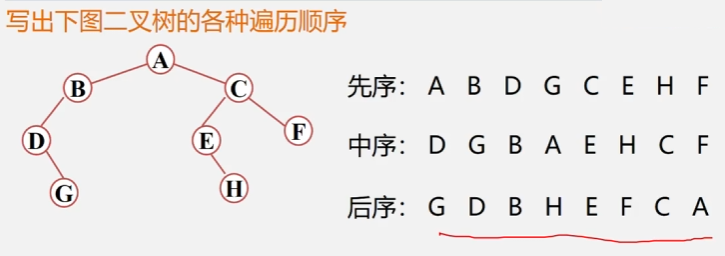 写出下图二叉树的各种遍历顺序
A
B
C
D
E
F
G
H
先序： A B D G C E H F
中序： D G B A E H C F
后序： G D B H E F C A